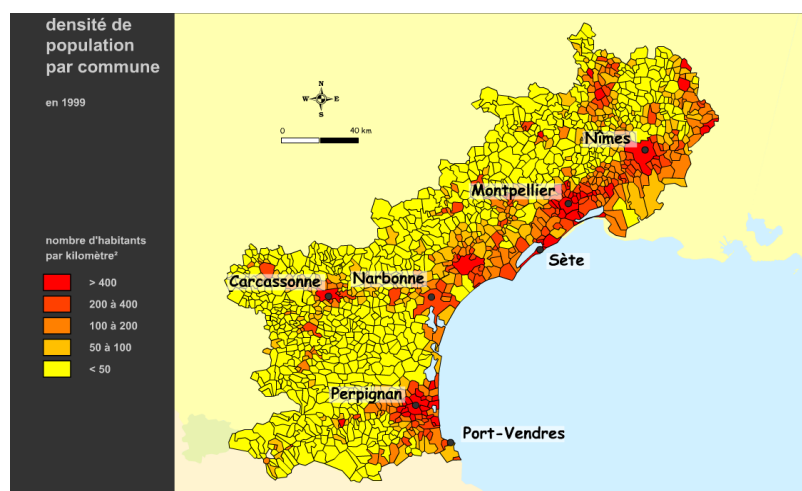 densité de
population
par commune
en 1999
N
W E
S
0 40 km
Nîmes
Montpellier
Sète
Carcassonne
Narbonne
nombre d'habitants
par kilomètre²
> 400
200 à 400
100 à 200
50 à 100
< 50
Perpignan
Port-Vendres